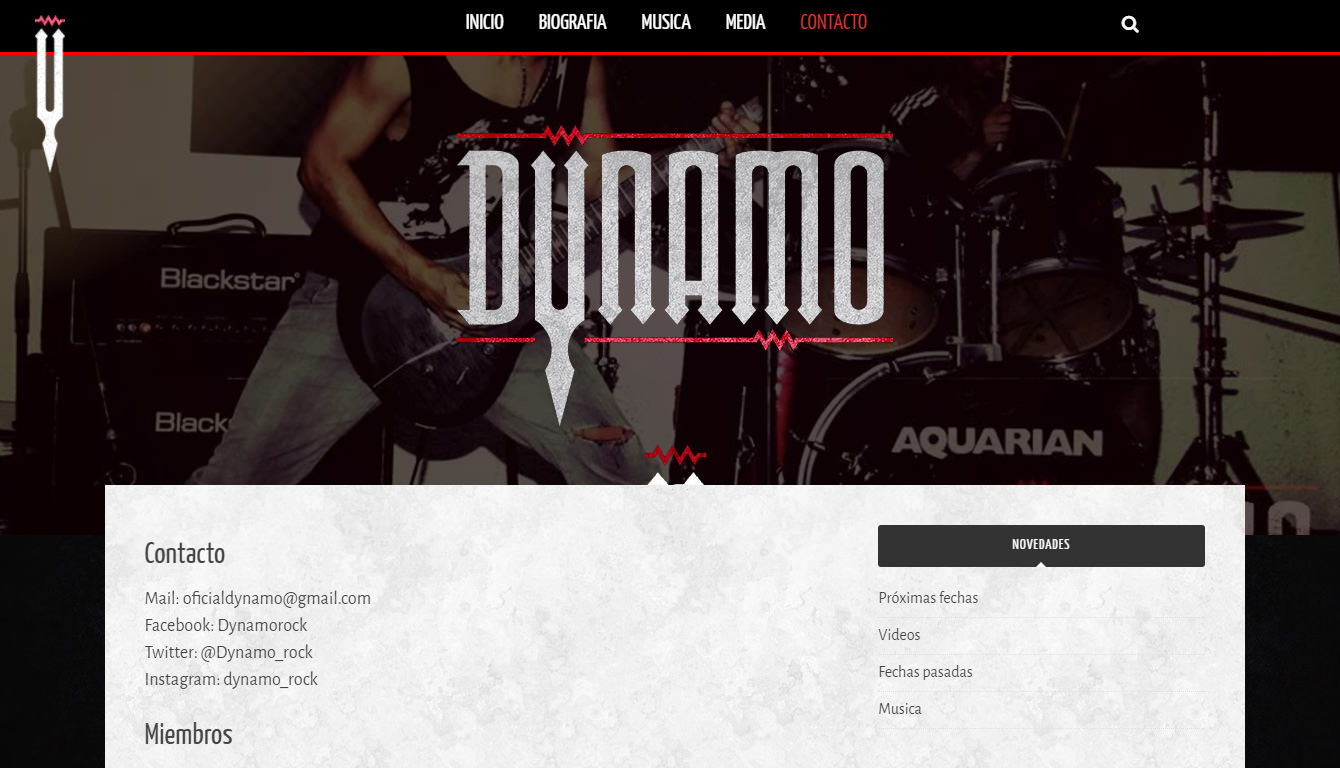 INICIO BIOGRAFIA MUSICA MEDIA CONTACTO
DYNAMO
Blackstar
Blacks
AQUARIAN
Contacto
Mail: oficialdynamo@gmail.com
Facebook: Dynamorock
Twitter: @Dynamo_rock
Instagram: dynamo_rock
Miembros
NOVEDADES
Próximas fechas
Videos
Fechas pasadas
Musica